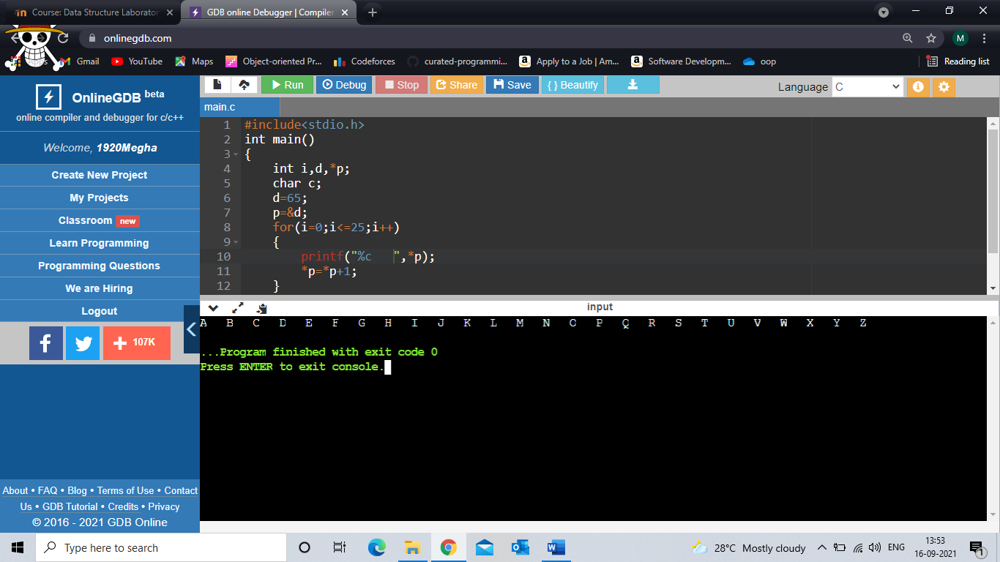 Course: Data Structure Laborator
GDB online Debugger | Compiler
onlinegdb.com
M
Apps
Gmail
YouTube
Maps
Object-oriented Pr...
Codeforces
curated-programmi...
Apply to a Job | Am...
Software Developm...
oop
Reading list
OnlineGDB beta
online compiler and debugger for c/c++
Welcome, 1920Megha
Create New Project
My Projects
Classroom new
Learn Programming
Programming Questions
We are Hiring
Logout
107K
About • FAQ • Blog • Terms of Use • Contact
Us • GDB Tutorial • Credits • Privacy
© 2016 - 2021 GDB Online
Run
Debug
Stop
Share
Save
{ } Beautify
Language C
main.c
1 #include<stdio.h>
2 int main()
3 {
4 int i,d,*p;
5 char c;
6 d=65;
7 p=&d;
8 for(i=0;i<=25;i++)
9 {
10 printf("%c   ",*p);
11 *p=*p+1;
12 }
input
A B C D E F G H I J K L M N O P Q R S T U V W X Y Z
...Program finished with exit code 0
Press ENTER to exit console.
Type here to search
28°C Mostly cloudy
ENG
13:53
16-09-2021
1